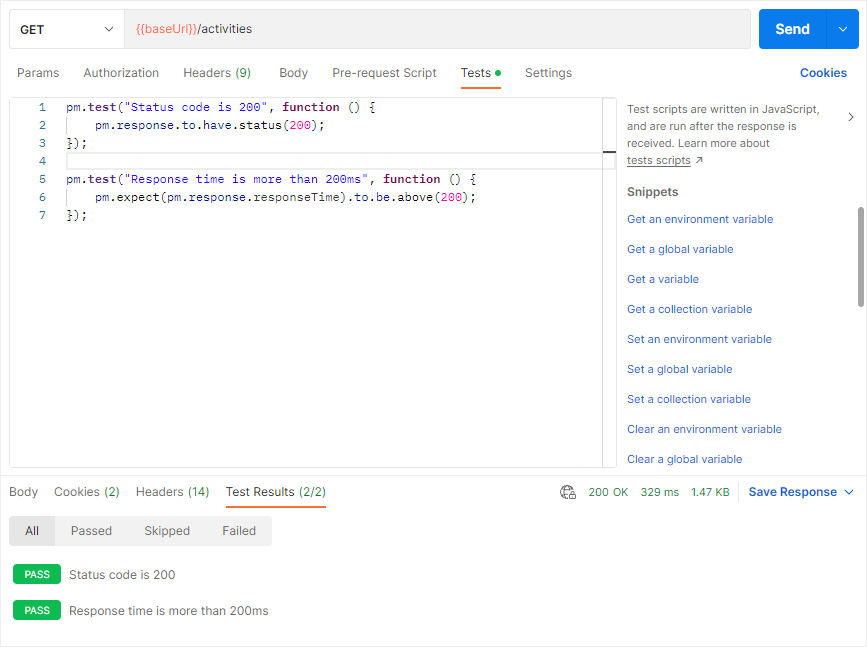 GET
{{baseUrl}}/activities
Send
Params
Authorization
Headers (9)
Body
Pre-request Script
Tests
Settings
Cookies
1 pm.test("Status code is 200", function () {
2 pm.response.to.have.status(200);
3 });
4
5 pm.test("Response time is more than 200ms", function () {
6 pm.expect(pm.response.responseTime).to.be.above(200);
7 });
Test scripts are written in JavaScript,
and are run after the response is
received. Learn more about
tests scripts ↗
Snippets
Get an environment variable
Get a global variable
Get a variable
Get a collection variable
Set an environment variable
Set a global variable
Set a collection variable
Clear an environment variable
Clear a global variable
Body
Cookies (2)
Headers (14)
Test Results (2/2)
200 OK
329 ms
1.47 KB
Save Response
All
Passed
Skipped
Failed
PASS Status code is 200
PASS Response time is more than 200ms